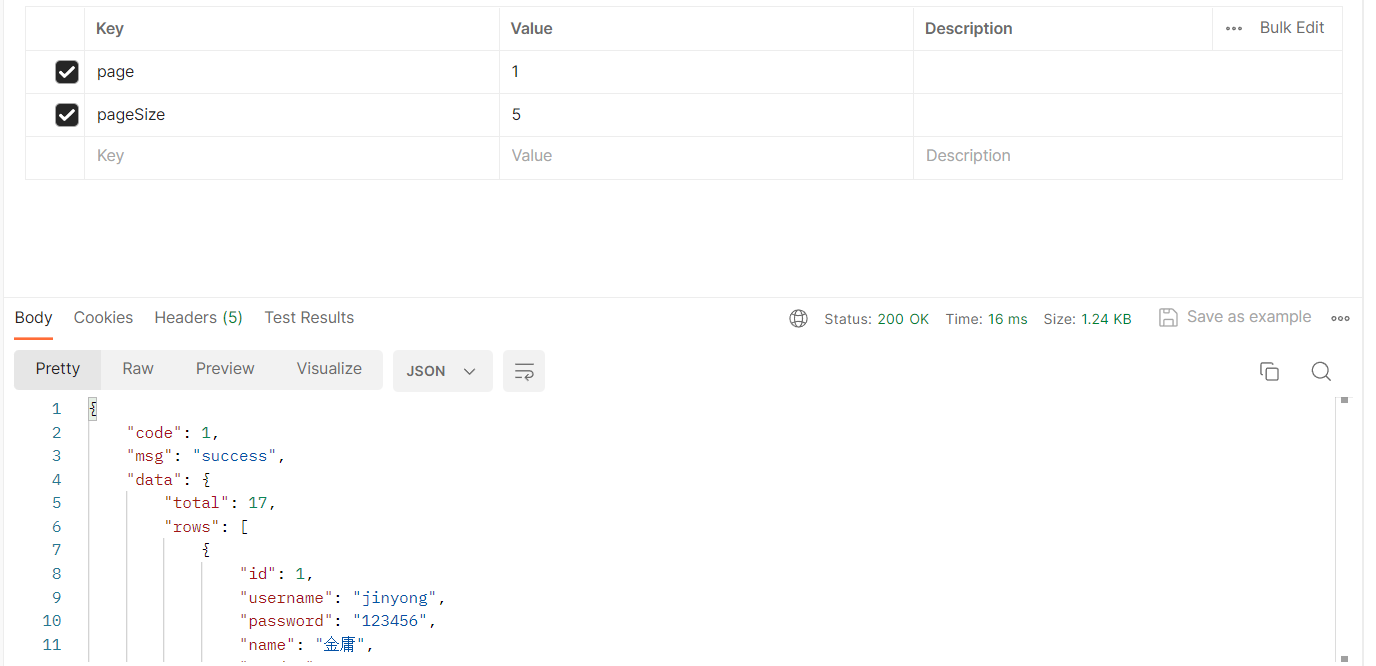 Key Value Description ••• Bulk Edit
page 1
pageSize 5
Key Value Description
Body Cookies Headers (5) Test Results Status: 200 OK Time: 16 ms Size: 1.24 KB Save as example
Pretty Raw Preview Visualize JSON
1 {
2 "code": 1,
3 "msg": "success",
4 "data": {
5 "total": 17,
6 "rows": [
7 {
8 "id": 1,
9 "username": "jinyong",
10 "password": "123456",
11 "name": "金庸",